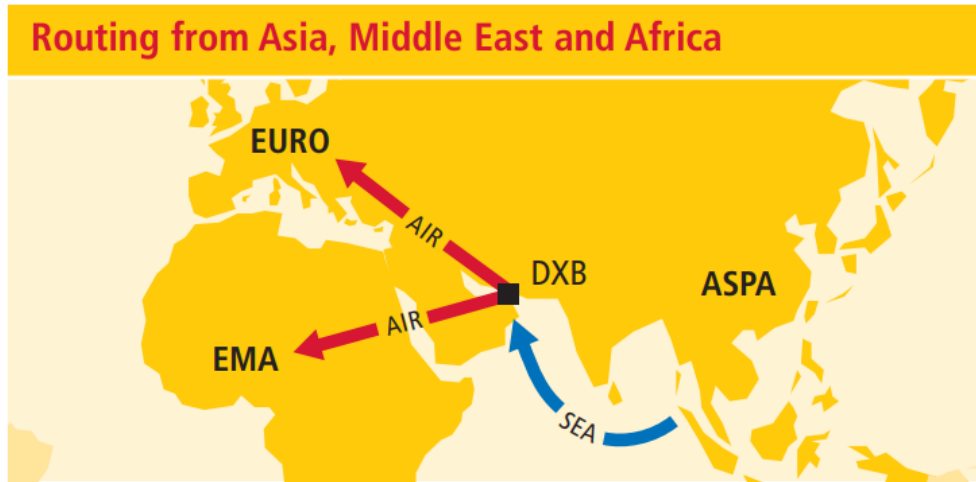 Routing from Asia, Middle East and Africa
EURO
AIR
DXB
ASPA
AIR
EMA
SEA